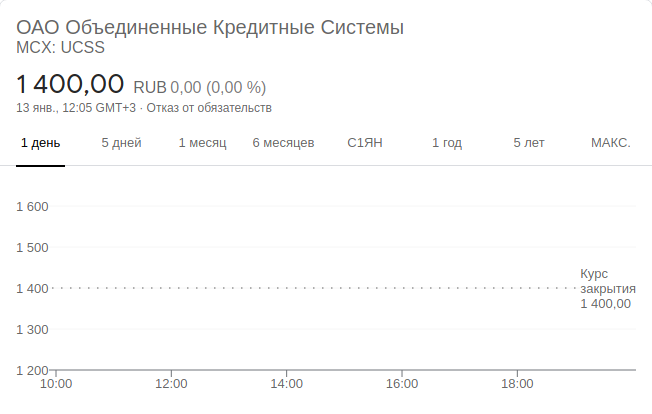 ОАО Объединенные Кредитные Системы
MCX: UCSS
1 400,00 RUB 0,00 (0,00 %)
13 янв., 12:05 GMT+3 · Отказ от обязательств
1 день 5 дней 1 месяц 6 месяцев С1ЯН 1 год 5 лет МАКС.
1 600
1 500
1 400
1 300
1 200
Курс
закрытия
1 400,00
10:00 12:00 14:00 16:00 18:00